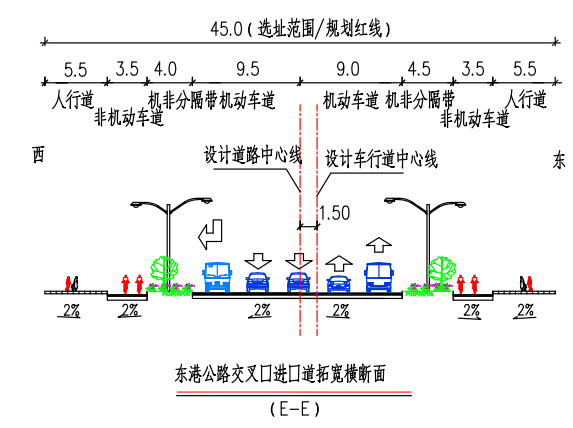 45.0(选址范围/规划红线)
5.5 3.5 4.0 9.5 9.0 4.5 3.5 5.5
人行道 机非分隔带 机动车道 机动车道 机非分隔带 人行道
非机动车道 非机动车道
西 设计道路中心线 设计车行道中心线 东
1.50
2% 2% 2% 2% 2% 2%
东港公路交叉口进口道拓宽横断面
(E-E)